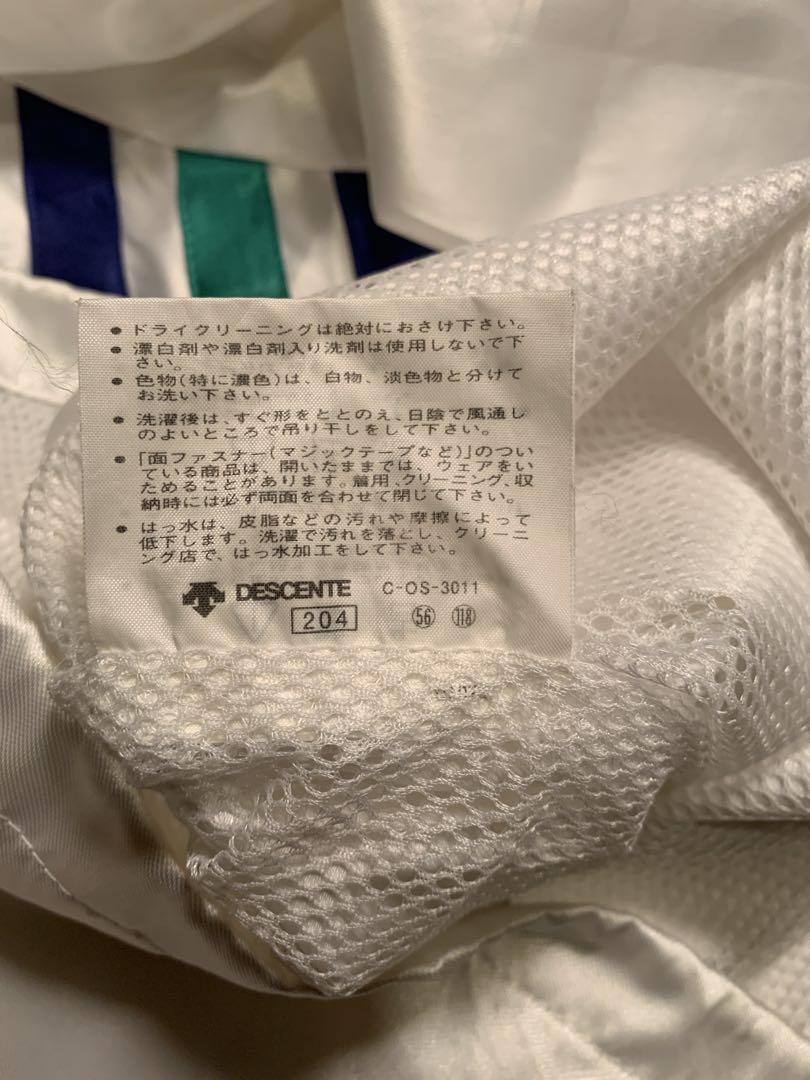 ●ドライクリーニングは絶対におさけ下さい。
●漂白剤や漂白剤入り洗剤は使用しないで下
さい。
●色物(特に濃色)は、白物、淡色物と分けて
お洗い下さい。
●洗濯後は、すぐ形をととのえ、日陰で風通し
のよいところで吊り干しをして下さい。
●「面ファスナー(マジックテープなど)」のつい
ている商品は、開いたままでは、ウェアをい
ためることがあります。着用、クリーニング、収
納時には必ず両面を合わせて閉じて下さい。
●はっ水は、皮脂などの汚れや摩擦によって
低下します。洗濯で汚れを落とし、クリーニ
ング店で、はっ水加工をして下さい。
DESCENTE C-OS-3011
204 56 118